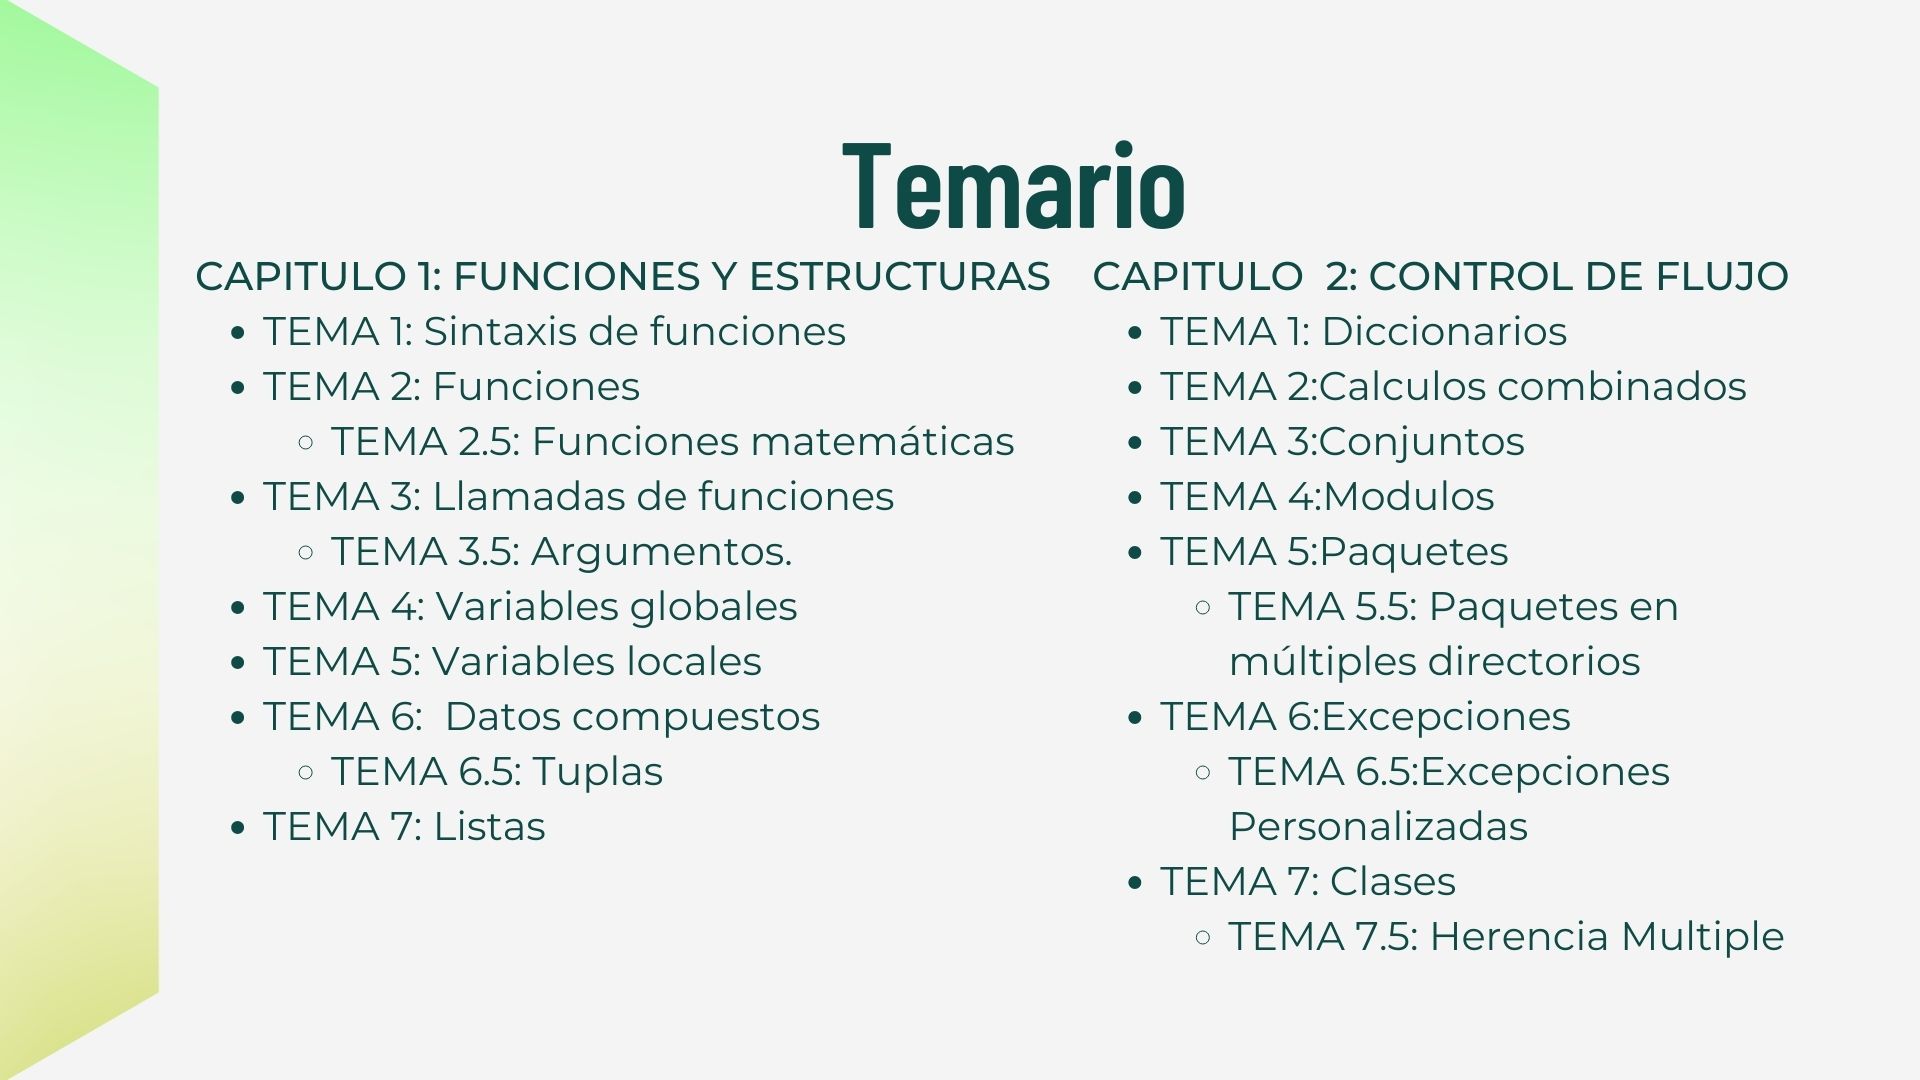 Temario
CAPITULO 1: FUNCIONES Y ESTRUCTURAS
TEMA 1: Sintaxis de funciones
TEMA 2: Funciones
TEMA 2.5: Funciones matemáticas
TEMA 3: Llamadas de funciones
TEMA 3.5: Argumentos.
TEMA 4: Variables globales
TEMA 5: Variables locales
TEMA 6:  Datos compuestos
TEMA 6.5: Tuplas
TEMA 7: Listas
CAPITULO  2: CONTROL DE FLUJO
TEMA 1: Diccionarios
TEMA 2:Calculos combinados
TEMA 3:Conjuntos
TEMA 4:Modulos
TEMA 5:Paquetes
TEMA 5.5: Paquetes en
múltiples directorios
TEMA 6:Excepciones
TEMA 6.5:Excepciones
Personalizadas
TEMA 7: Clases
TEMA 7.5: Herencia Multiple